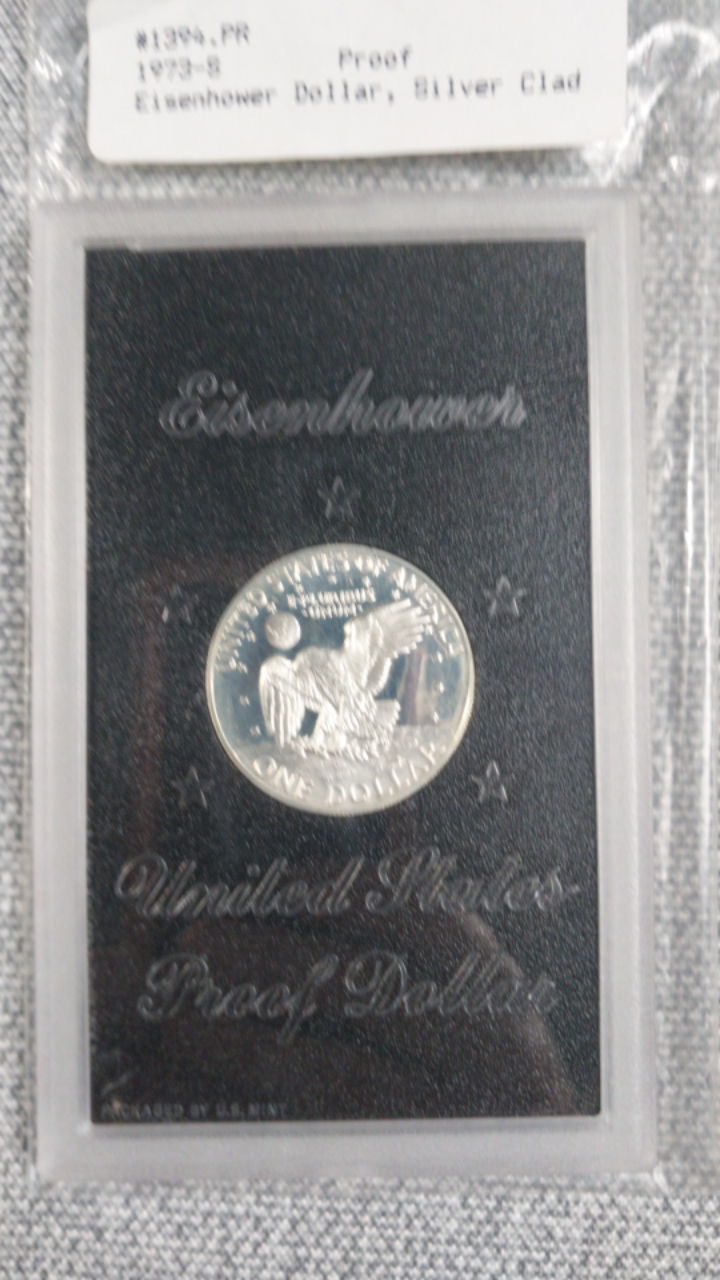 #1394.PR
1973-S Proof
Eisenhower Dollar, Silver Clad
Eisenhower
UNITED STATES OF AMERICA
E PLURIBUS
UNUM
ONE DOLLAR
United States
Proof Dollar
PACKAGED BY U.S. MINT